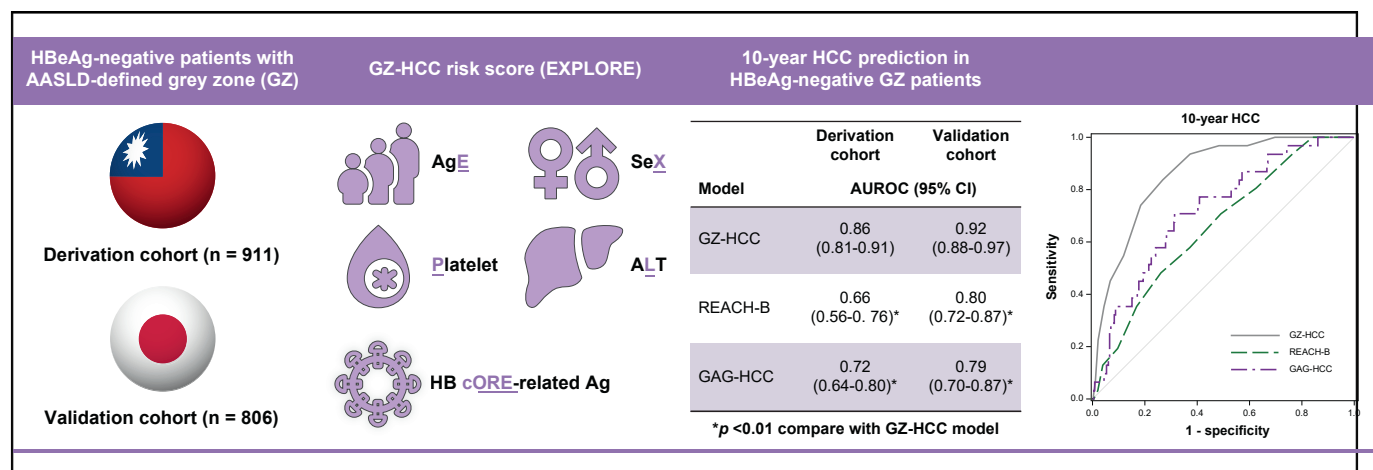 HBeAg-negative patients with
AASLD-defined grey zone (GZ)
GZ-HCC risk score (EXPLORE)
10-year HCC prediction in
HBeAg-negative GZ patients
Derivation cohort (n = 911)
Validation cohort (n = 806)
AgE
SeX
Platelet
ALT
HB cORE-related Ag
Derivation
cohort
Validation
cohort
Model
AUROC (95% CI)
GZ-HCC
0.86
(0.81-0.91)
0.92
(0.88-0.97)
REACH-B
0.66
(0.56-0. 76)*
0.80
(0.72-0.87)*
GAG-HCC
0.72
(0.64-0.80)*
0.79
(0.70-0.87)*
*p <0.01 compare with GZ-HCC model
10-year HCC
Sensitivity
1.0
0.8
0.6
0.4
0.2
0.0
GZ-HCC
REACH-B
GAG-HCC
0.0 0.2 0.4 0.6 0.8 1.0
1 - specificity